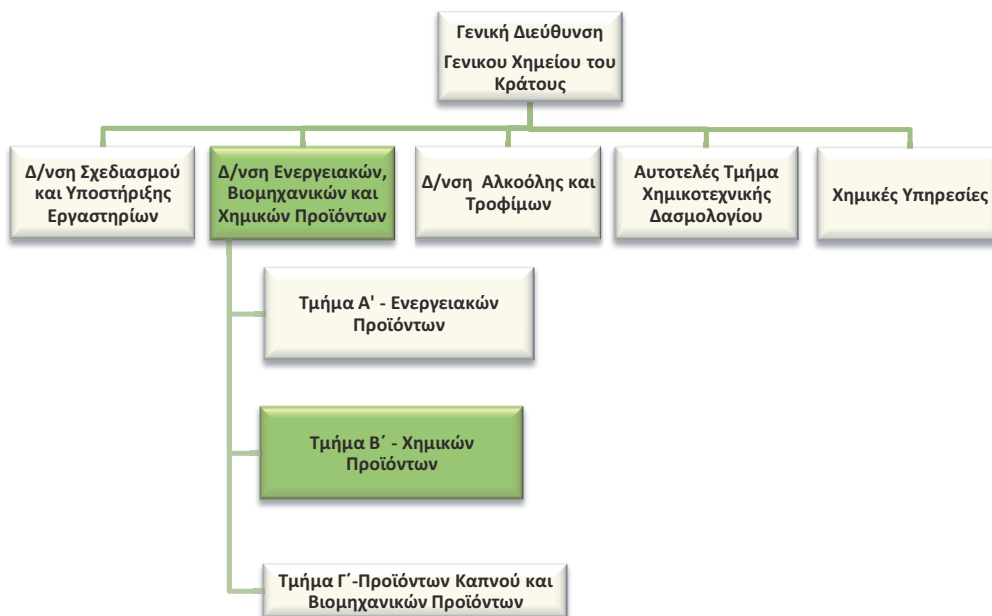 Γενική Διεύθυνση
Γενικου Χημείου του
Κράτους
Δ/νση Σχεδιασμού
και Υποστήριξης
Εργαστηρίων
Δ/νση Ενεργειακών,
Βιομηχανικών και
Χημικών Προϊόντων
Δ/νση Αλκοόλης και
Τροφίμων
Αυτοτελές Τμήμα
Χημικοτεχνικής
Δασμολογίου
Χημικές Υπηρεσίες
Τμήμα Α' - Ενεργειακών
Προϊόντων
Τμήμα Β΄ - Χημικών
Προϊόντων
Τμήμα Γ΄-Προϊόντων Καπνού και
Βιομηχανικών Προϊόντων